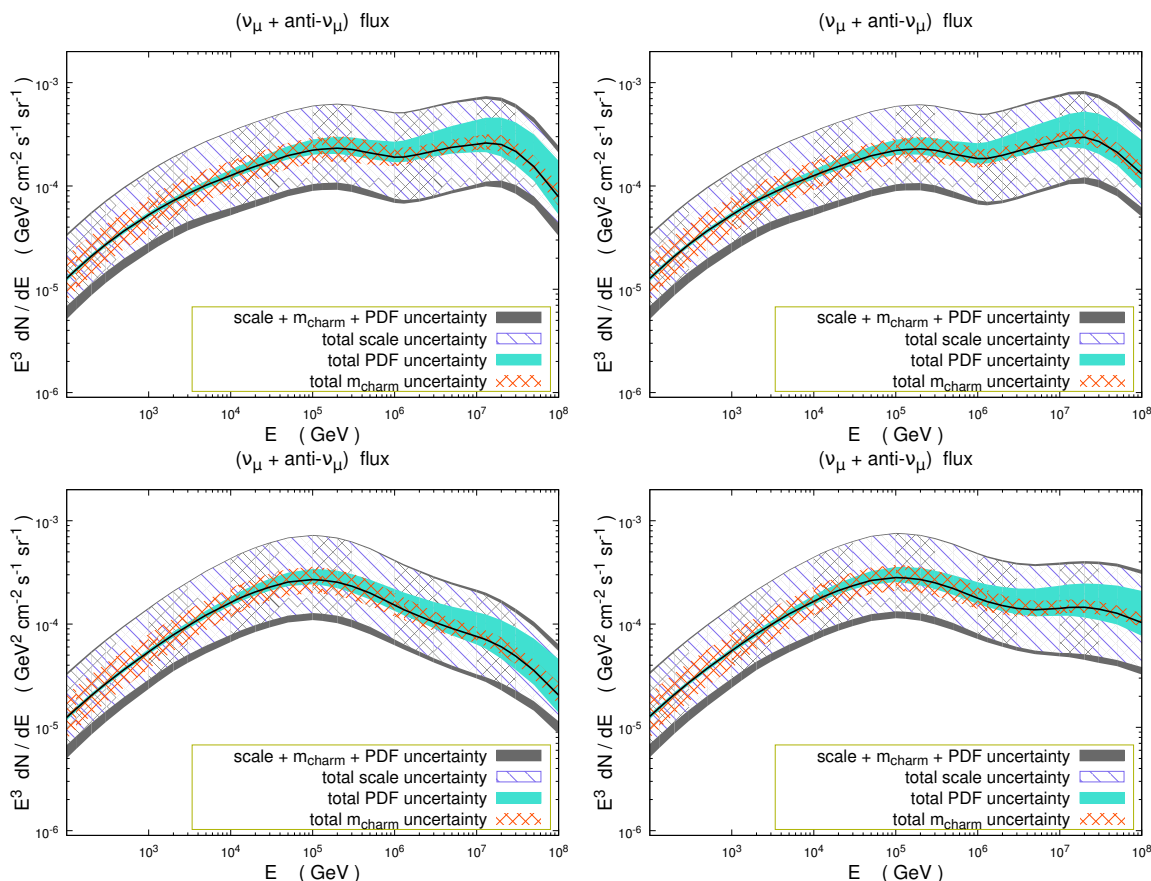 (νμ + anti-νμ) flux
E³ dN / dE ( GeV² cm⁻² s⁻¹ sr⁻¹ )
10⁻³
10⁻⁴
10⁻⁵
10⁻⁶
scale + mcharm + PDF uncertainty
total scale uncertainty
total PDF uncertainty
total mcharm uncertainty
10³ 10⁴ 10⁵ 10⁶ 10⁷ 10⁸
E ( GeV )
(νμ + anti-νμ) flux
E³ dN / dE ( GeV² cm⁻² s⁻¹ sr⁻¹ )
10⁻³
10⁻⁴
10⁻⁵
10⁻⁶
scale + mcharm + PDF uncertainty
total scale uncertainty
total PDF uncertainty
total mcharm uncertainty
10³ 10⁴ 10⁵ 10⁶ 10⁷ 10⁸
E ( GeV )
(νμ + anti-νμ) flux
E³ dN / dE ( GeV² cm⁻² s⁻¹ sr⁻¹ )
10⁻³
10⁻⁴
10⁻⁵
10⁻⁶
scale + mcharm + PDF uncertainty
total scale uncertainty
total PDF uncertainty
total mcharm uncertainty
10³ 10⁴ 10⁵ 10⁶ 10⁷ 10⁸
E ( GeV )
(νμ + anti-νμ) flux
E³ dN / dE ( GeV² cm⁻² s⁻¹ sr⁻¹ )
10⁻³
10⁻⁴
10⁻⁵
10⁻⁶
scale + mcharm + PDF uncertainty
total scale uncertainty
total PDF uncertainty
total mcharm uncertainty
10³ 10⁴ 10⁵ 10⁶ 10⁷ 10⁸
E ( GeV )